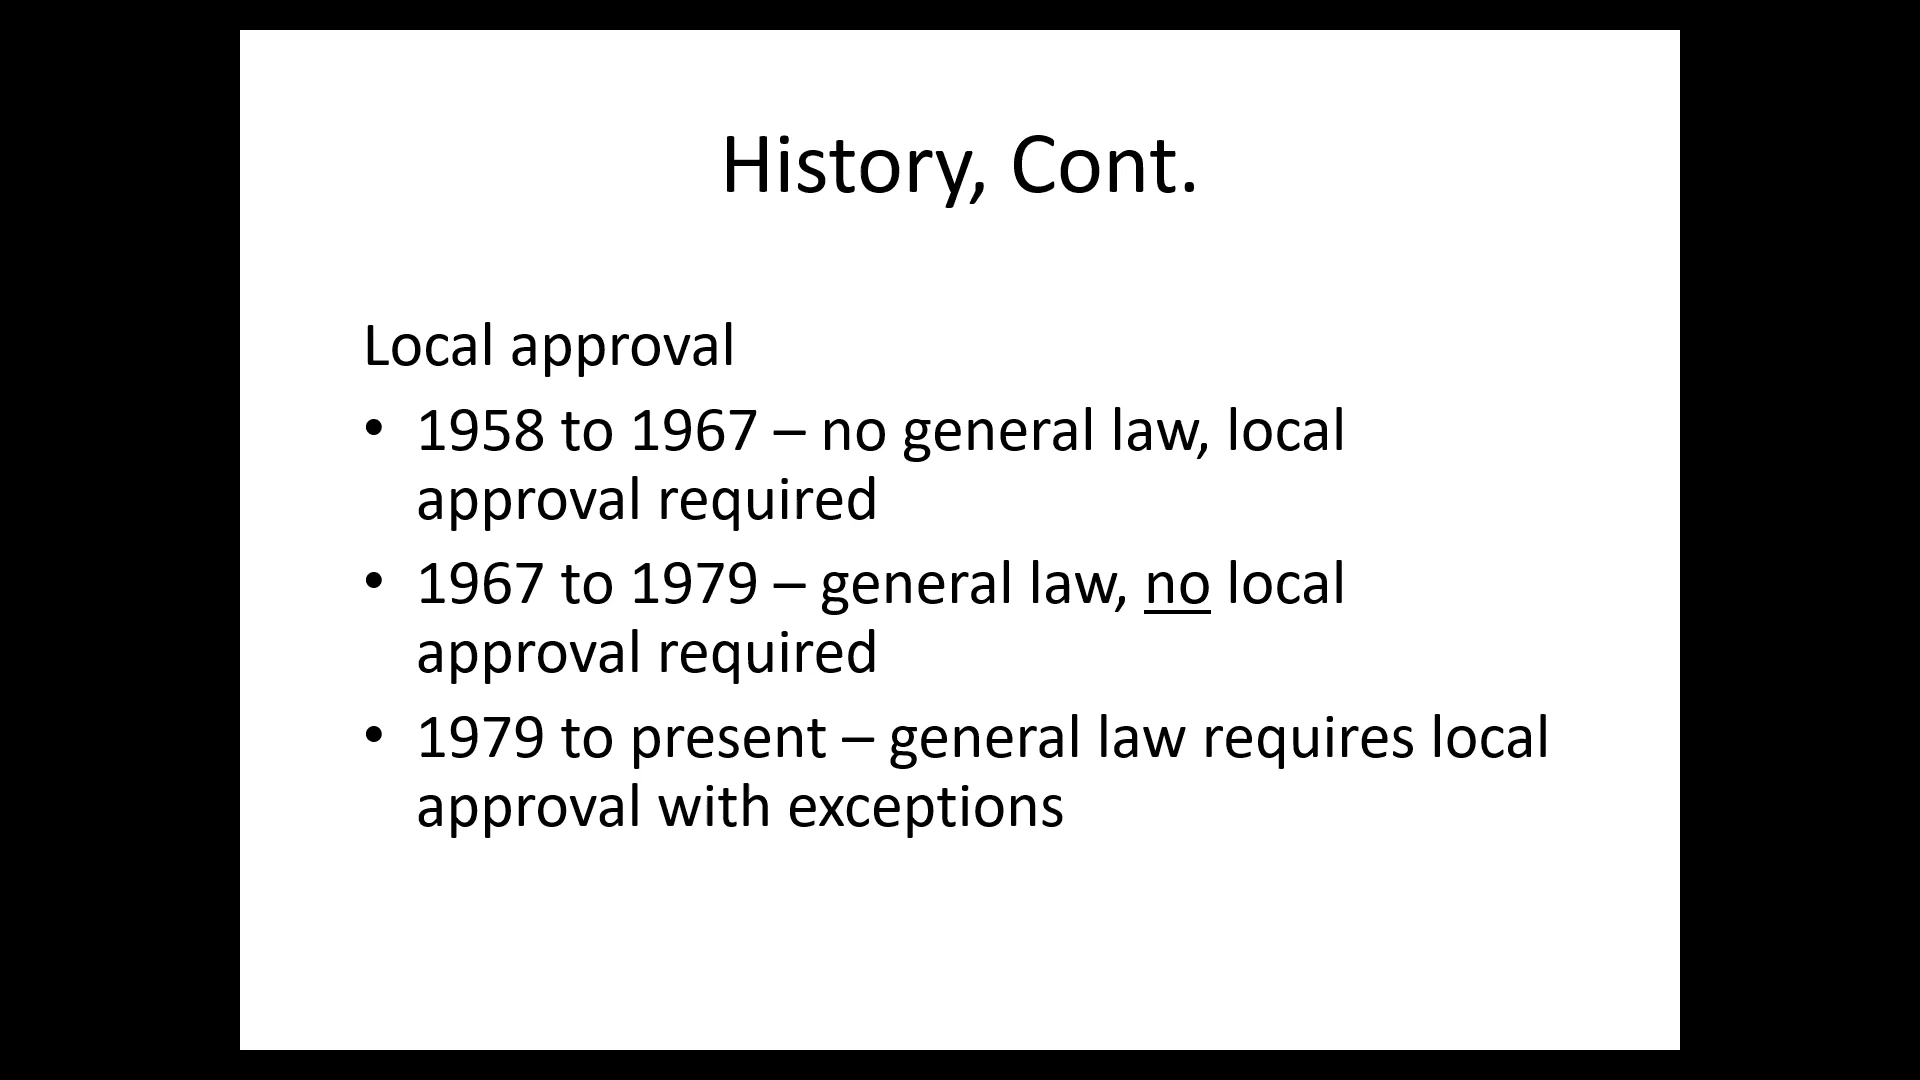 History, Cont.
Local approval
• 1958 to 1967 – no general law, local
approval required
• 1967 to 1979 – general law, no local
approval required
• 1979 to present – general law requires local
approval with exceptions